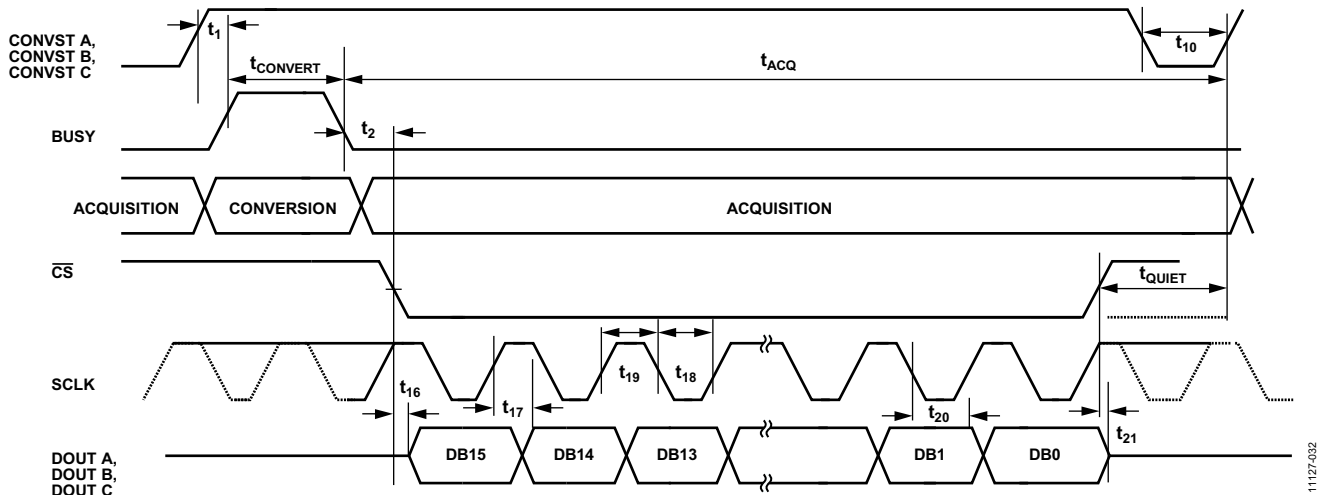 CONVST A,
CONVST B,
CONVST C
t1
tCONVERT
tACQ
t10
BUSY
t2
ACQUISITION
CONVERSION
ACQUISITION
CS
tQUIET
SCLK
t16
t17
t19
t18
t20
t21
DOUT A,
DOUT B,
DOUT C
DB15
DB14
DB13
DB1
DB0
11127-032